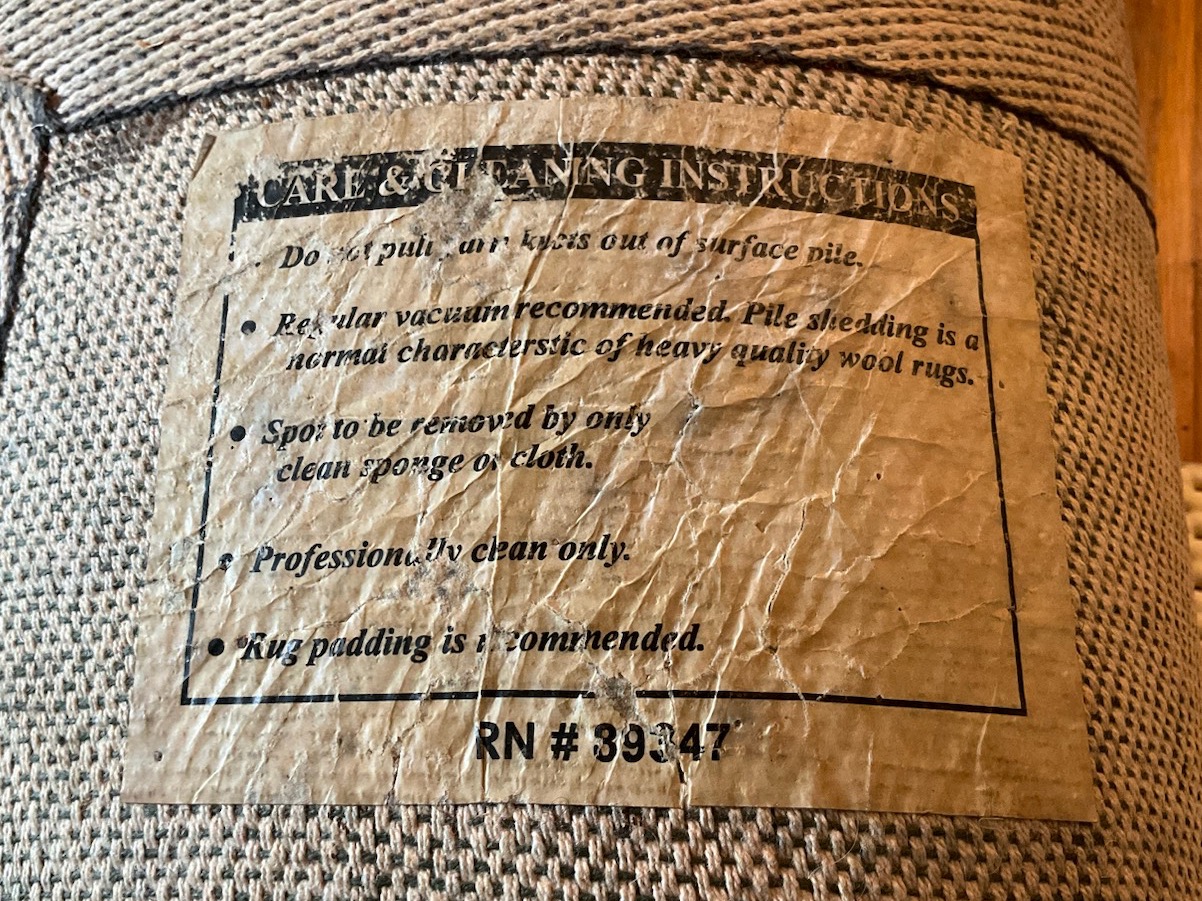 CARE & CLEANING INSTRUCTIONS
Do not pull yarn knots out of surface pile.
• Regular vacuum recommended. Pile shedding is a
normal characterstic of heavy quality wool rugs.
• Spot to be removed by only
clean sponge or cloth.
• Professionally clean only.
• Rug padding is recommended.
RN # 39347